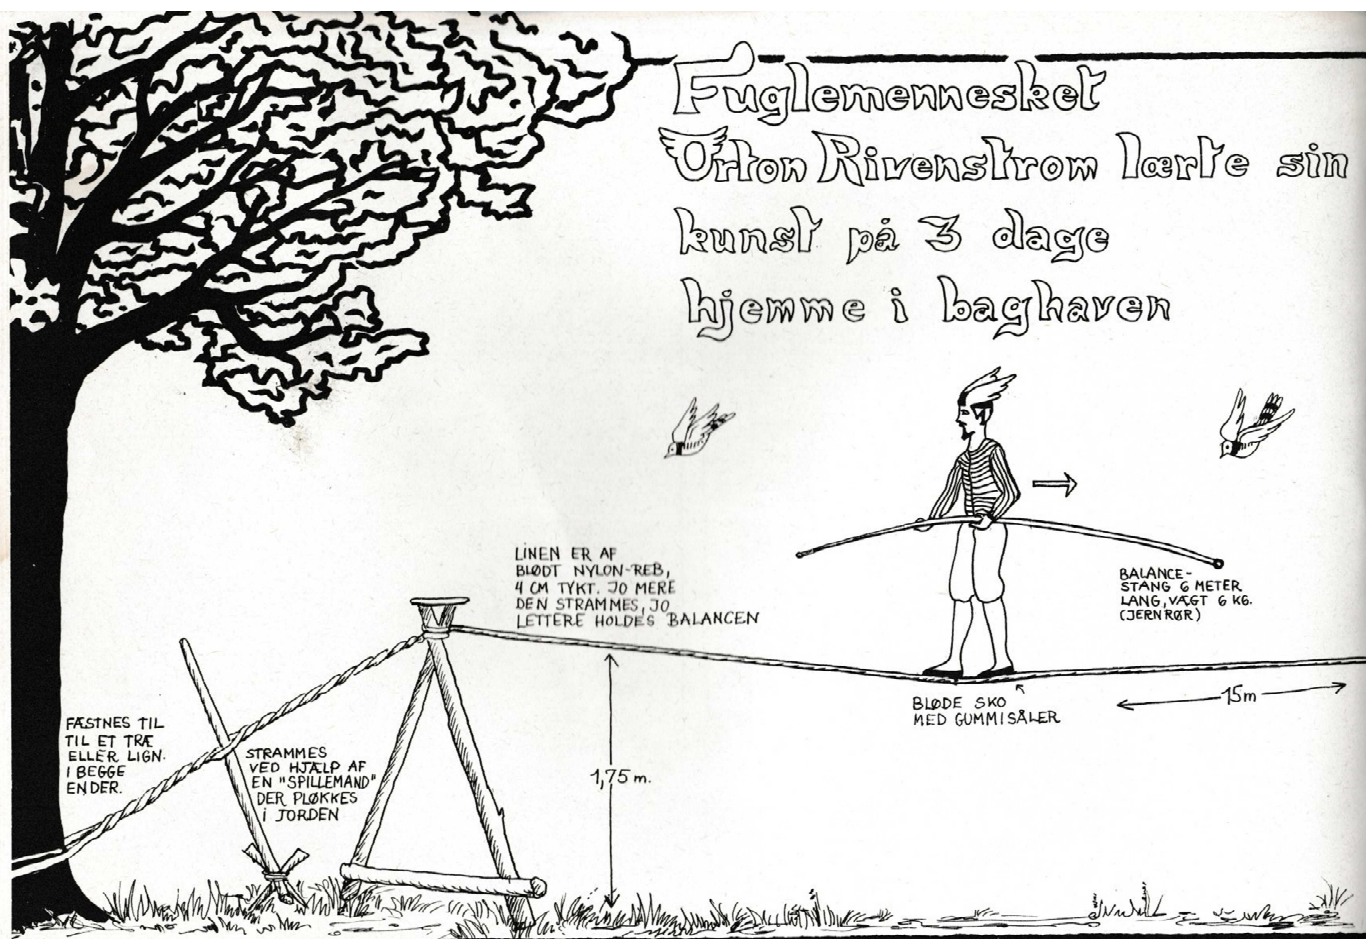 Fuglemennesket
Orton Rivenstrom lærte sin
kunst på 3 dage
hjemme i baghaven
LINEN ER AF
BLØDT NYLON-REB,
4 CM TYKT. JO MERE
DEN STRAMMES, JO
LETTERE HOLDES BALANCEN
BALANCE-
STANG 6 METER
LANG, VÆGT 6 KG.
(JERNRØR)
BLØDE SKO
MED GUMMISÅLER
15m
FÆSTNES TIL
TIL ET TRÆ
ELLER LIGN.
I BEGGE
ENDER.
STRAMMES
VED HJÆLP AF
EN "SPILLEMAND"
DER PLØKKES
I JORDEN
1,75 m.